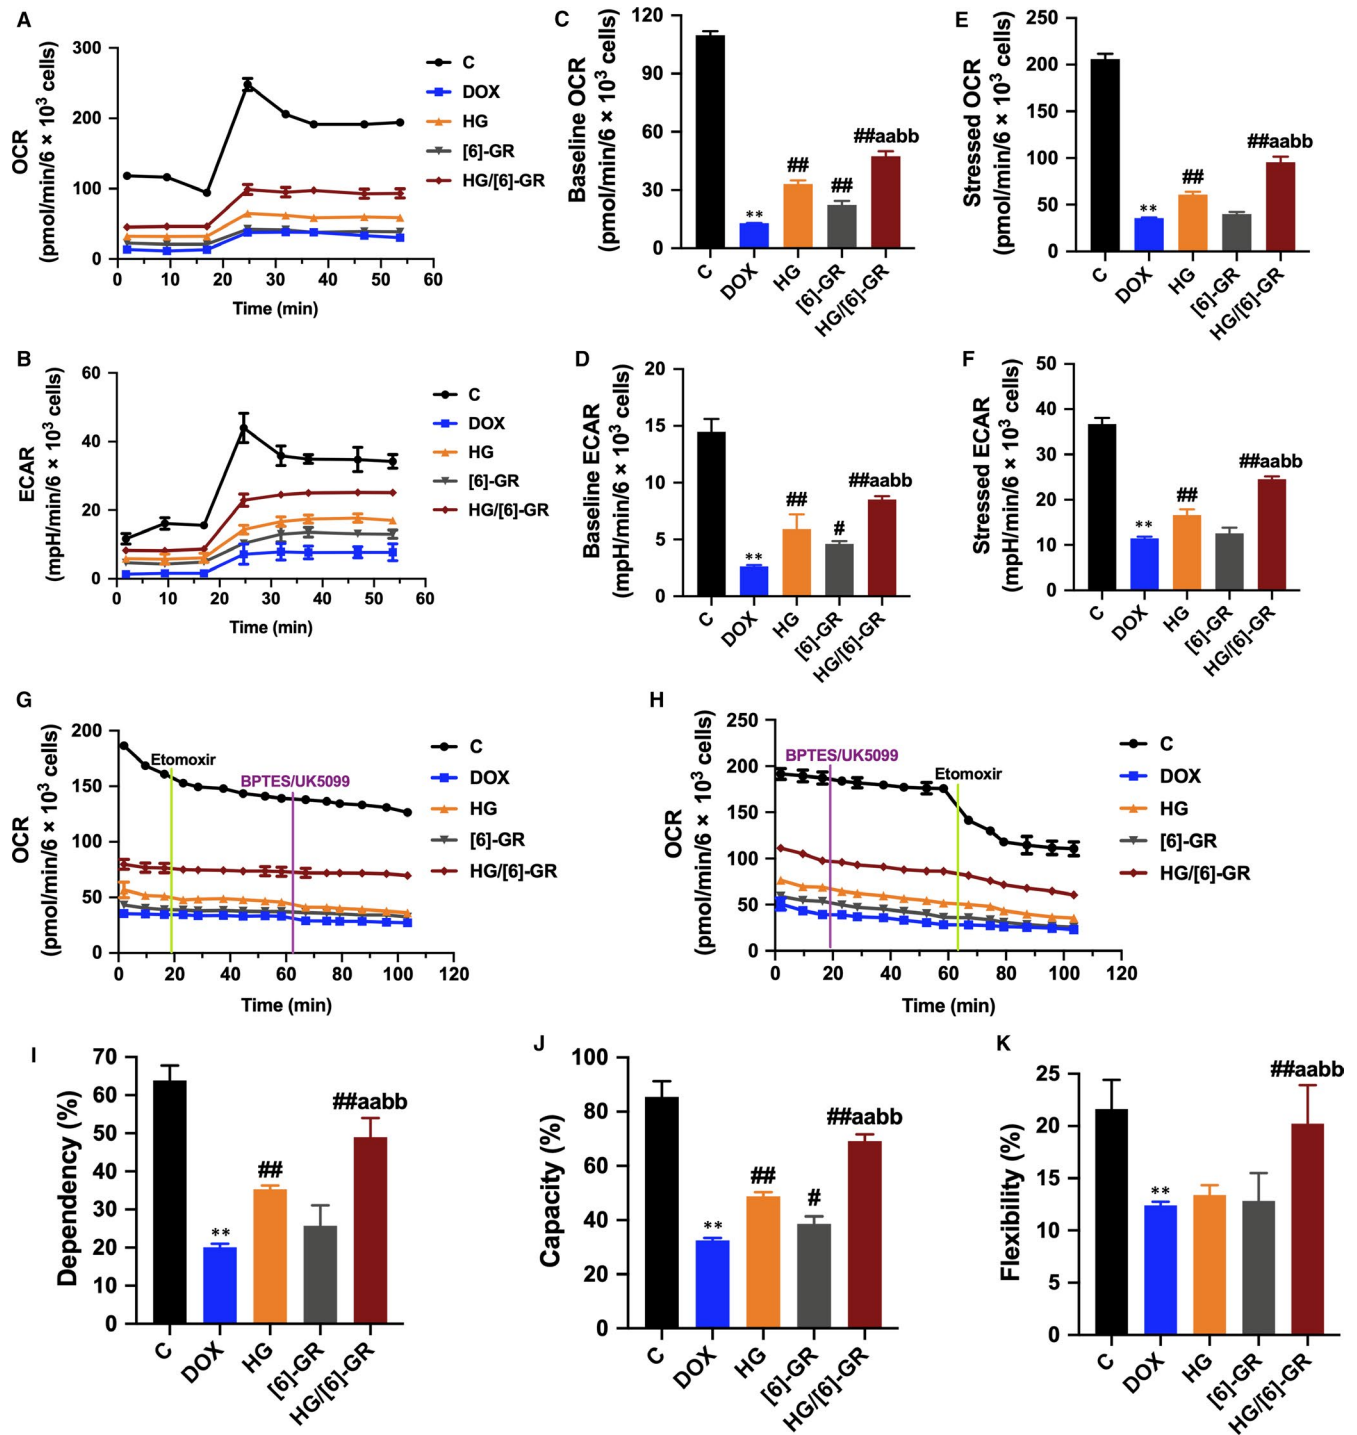 A
OCR
(pmol/min/6 × 10³ cells)
300
200
100
0
0 10 20 30 40 50 60
Time (min)
C
DOX
HG
[6]-GR
HG/[6]-GR
C
Baseline OCR
(pmol/min/6 × 10³ cells)
120
90
60
30
0
**
##
##
##aabb
C DOX HG [6]-GR HG/[6]-GR
E
Stressed OCR
(pmol/min/6 × 10³ cells)
250
200
150
100
50
0
**
##
##aabb
C DOX HG [6]-GR HG/[6]-GR
B
ECAR
(mpH/min/6 × 10³ cells)
60
40
20
0
0 10 20 30 40 50 60
Time (min)
C
DOX
HG
[6]-GR
HG/[6]-GR
D
Baseline ECAR
(mpH/min/6 × 10³ cells)
20
15
10
5
0
**
##
#
##aabb
C DOX HG [6]-GR HG/[6]-GR
F
Stressed ECAR
(mpH/min/6 × 10³ cells)
50
40
30
20
10
0
**
##
##aabb
C DOX HG [6]-GR HG/[6]-GR
G
OCR
(pmol/min/6 × 10³ cells)
200
150
100
50
0
Etomoxir
BPTES/UK5099
0 20 40 60 80 100 120
Time (min)
C
DOX
HG
[6]-GR
HG/[6]-GR
H
OCR
(pmol/min/6 × 10³ cells)
250
200
150
100
50
0
BPTES/UK5099
Etomoxir
0 20 40 60 80 100 120
Time (min)
C
DOX
HG
[6]-GR
HG/[6]-GR
I
Dependency (%)
70
60
50
40
30
20
10
0
**
##
##aabb
C DOX HG [6]-GR HG/[6]-GR
J
Capacity (%)
100
80
60
40
20
0
**
##
#
##aabb
C DOX HG [6]-GR HG/[6]-GR
K
Flexibility (%)
25
20
15
10
5
0
**
##aabb
C DOX HG [6]-GR HG/[6]-GR